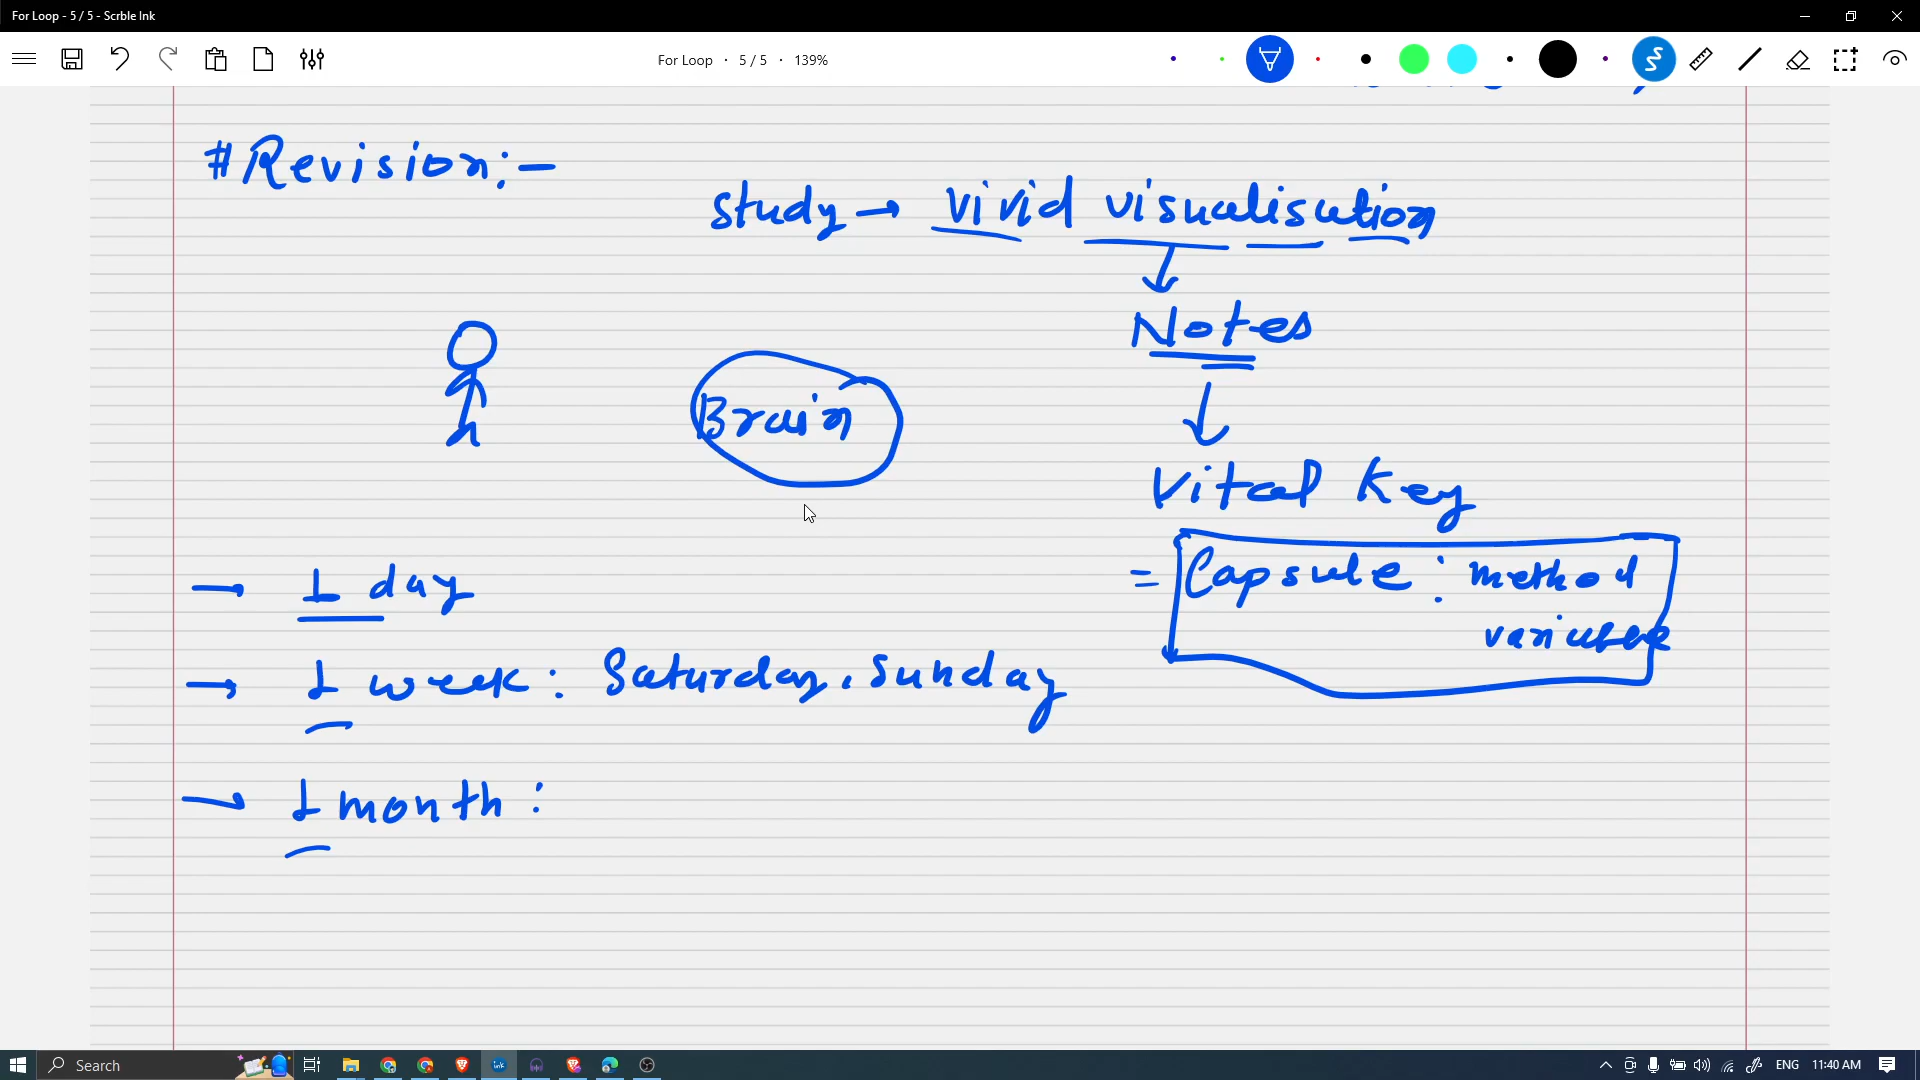 For Loop - 5 / 5 - Scrble Ink
For Loop • 5 / 5 • 139%
# Revision:-
study → vivid visualisation
Notes
Brain
Vital Key
= Capsule: method
variable
→ 1 day
→ 1 week: Saturday, Sunday
→ 1 month:
Search
ink
ENG 11:40 AM